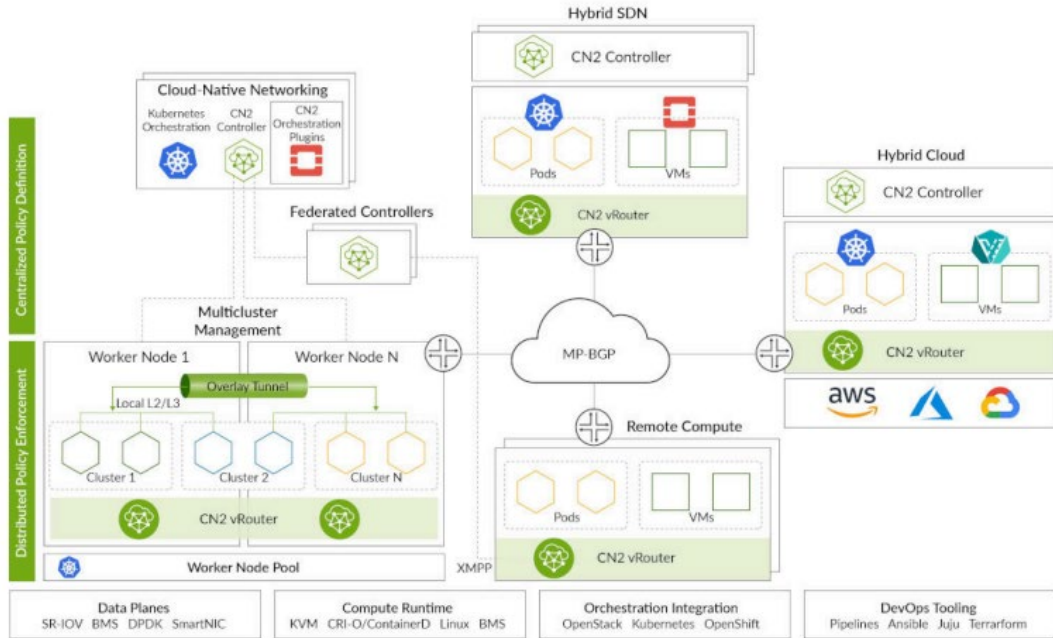 Hybrid SDN
CN2 Controller
Cloud-Native Networking
Kubernetes
Orchestration
CN2
Controller
CN2
Orchestration
Plugins
Pods
VMs
CN2 vRouter
Hybrid Cloud
CN2 Controller
Pods
VMs
CN2 vRouter
aws
Federated Controllers
Centralized Policy Definition
Multicluster
Management
MP-BGP
Distributed Policy Enforcement
Worker Node 1
Worker Node N
Overlay Tunnel
Local L2/L3
Cluster 1
Cluster 2
Cluster N
CN2 vRouter
Worker Node Pool
Remote Compute
Pods
VMs
CN2 vRouter
XMPP
Data Planes
SR-IOV BMS DPDK SmartNIC
Compute Runtime
KVM CRI-O/ContainerD Linux BMS
Orchestration Integration
OpenStack Kubernetes OpenShift
DevOps Tooling
Pipelines Ansible Juju Terrarform